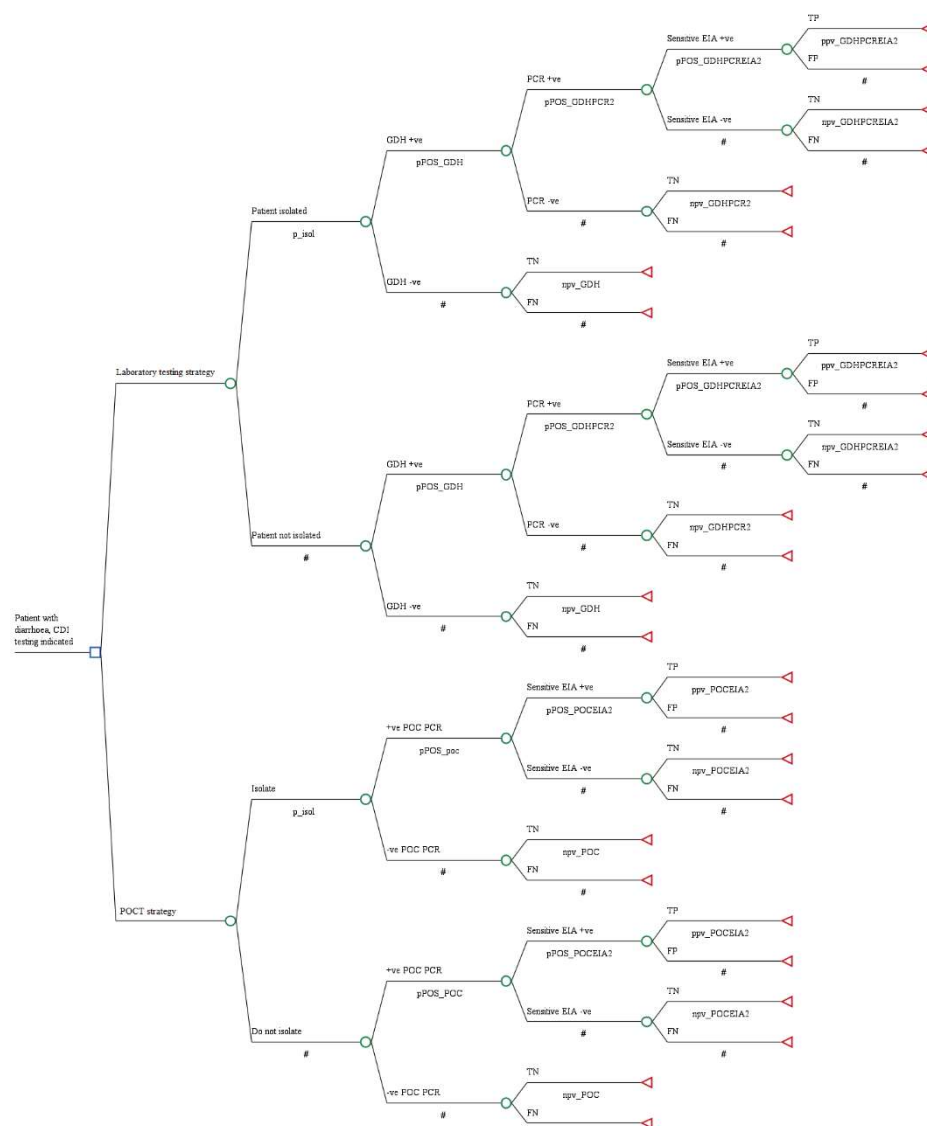 TP
ppv_GDHPCREIA2
Sensitive EIA +ve
pPOS_GDHPCREIA2
FP
#
PCR +ve
pPOS_GDHPCR2
TN
npv_GDHPCREIA2
Sensitive EIA -ve
#
FN
#
GDH +ve
pPOS_GDH
TN
npv_GDHPCR2
PCR -ve
#
FN
#
Patient isolated
p_isol
TN
npv_GDH
GDH -ve
#
FN
#
Laboratory testing strategy
TP
ppv_GDHPCREIA2
Sensitive EIA +ve
pPOS_GDHPCREIA2
FP
#
PCR +ve
pPOS_GDHPCR2
TN
npv_GDHPCREIA2
Sensitive EIA -ve
#
FN
#
GDH +ve
pPOS_GDH
TN
npv_GDHPCR2
PCR -ve
#
FN
#
Patient not isolated
#
TN
npv_GDH
GDH -ve
#
FN
#
Patient with
diarrhoea, CDI
testing indicated
TP
ppv_POCEIA2
Sensitive EIA +ve
pPOS_POCEIA2
FP
#
+ve POC PCR
pPOS_poc
TN
npv_POCEIA2
Sensitive EIA -ve
#
FN
#
Isolate
p_isol
TN
npv_POC
-ve POC PCR
#
FN
#
POCT strategy
TP
ppv_POCEIA2
Sensitive EIA +ve
pPOS_POCEIA2
FP
#
+ve POC PCR
pPOS_POC
TN
npv_POCEIA2
Sensitive EIA -ve
#
FN
#
Do not isolate
#
TN
npv_POC
-ve POC PCR
#
FN